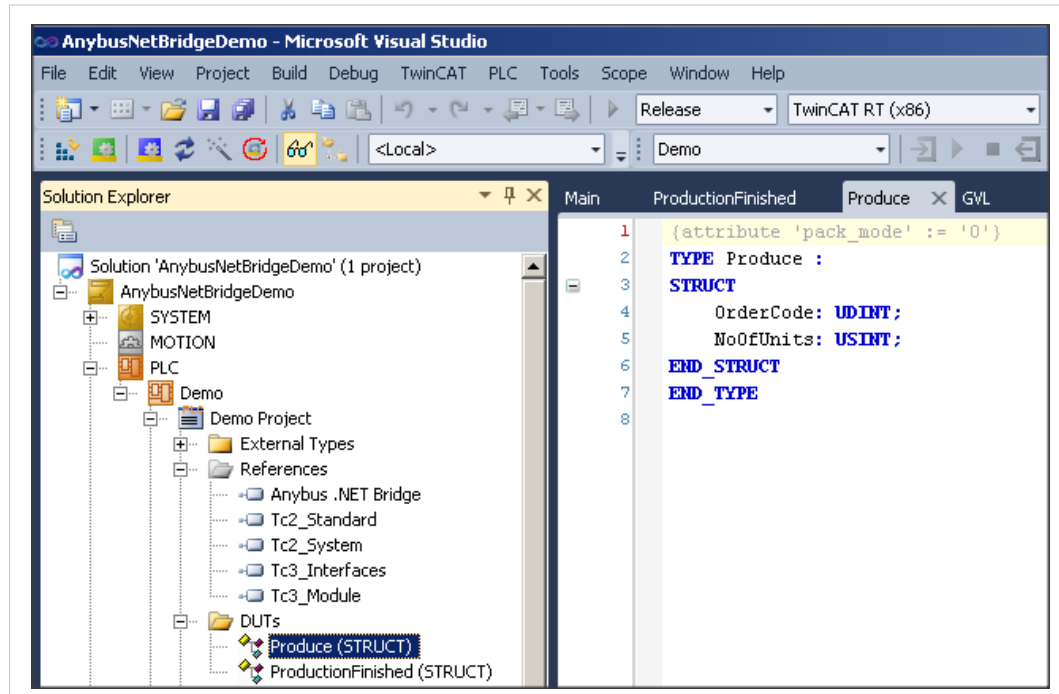 AnybusNetBridgeDemo - Microsoft Visual Studio
File Edit View Project Build Debug TwinCAT PLC Tools Scope Window Help
Release TwinCAT RT (x86)
<Local> Demo
Solution Explorer
Main ProductionFinished Produce GVL
Solution 'AnybusNetBridgeDemo' (1 project)
AnybusNetBridgeDemo
SYSTEM
MOTION
PLC
Demo
Demo Project
External Types
References
Anybus .NET Bridge
Tc2_Standard
Tc2_System
Tc3_Interfaces
Tc3_Module
DUTs
Produce (STRUCT)
ProductionFinished (STRUCT)
1 {attribute 'pack_mode' := '0'}
2 TYPE Produce :
3 STRUCT
4 OrderCode: UDINT;
5 NoOfUnits: USINT;
6 END_STRUCT
7 END_TYPE
8